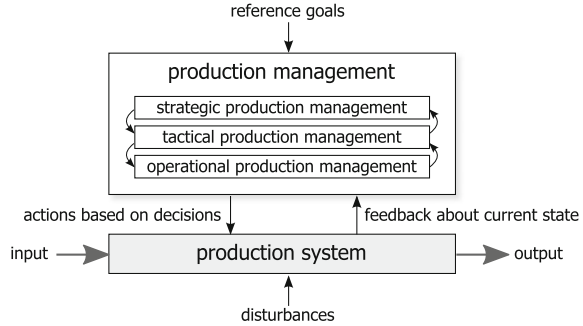 reference goals
production management
strategic production management
tactical production management
operational production management
actions based on decisions
feedback about current state
input
production system
output
disturbances